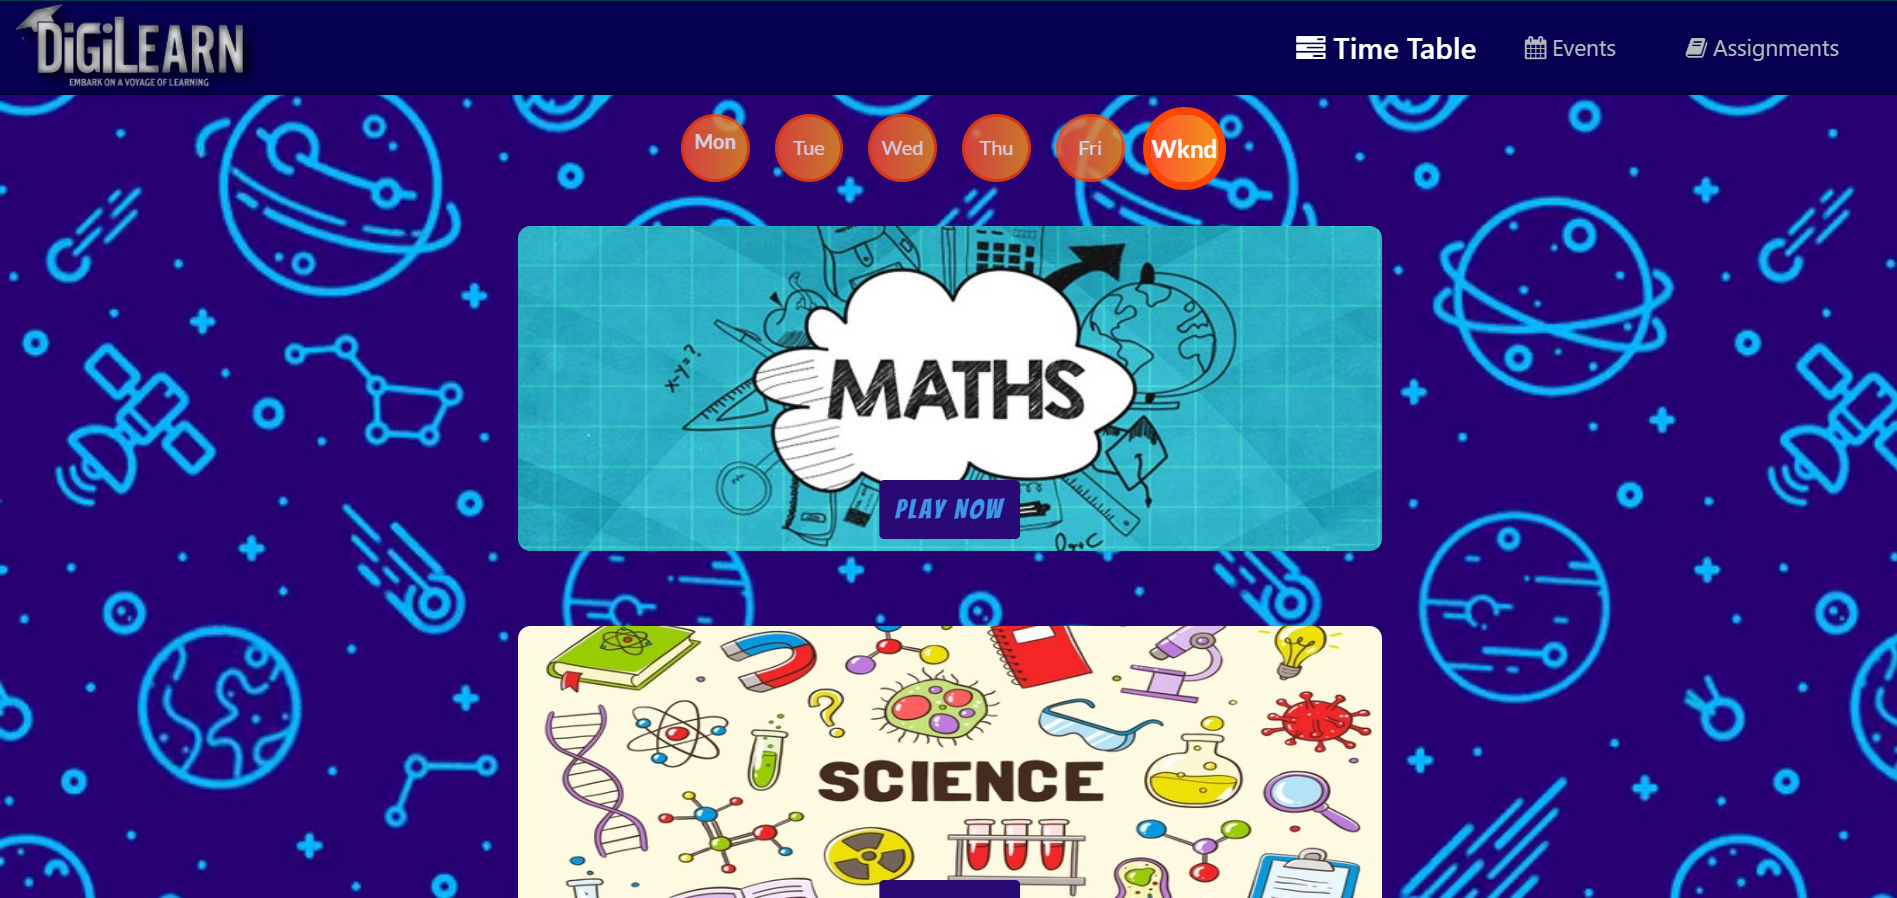 DiGiLEARN
EMBARK ON A VOYAGE OF LEARNING
Time Table
Events
Assignments
Mon
Tue
Wed
Thu
Fri
Wknd
x-y=?
MATHS
PLAY NOW
SCIENCE